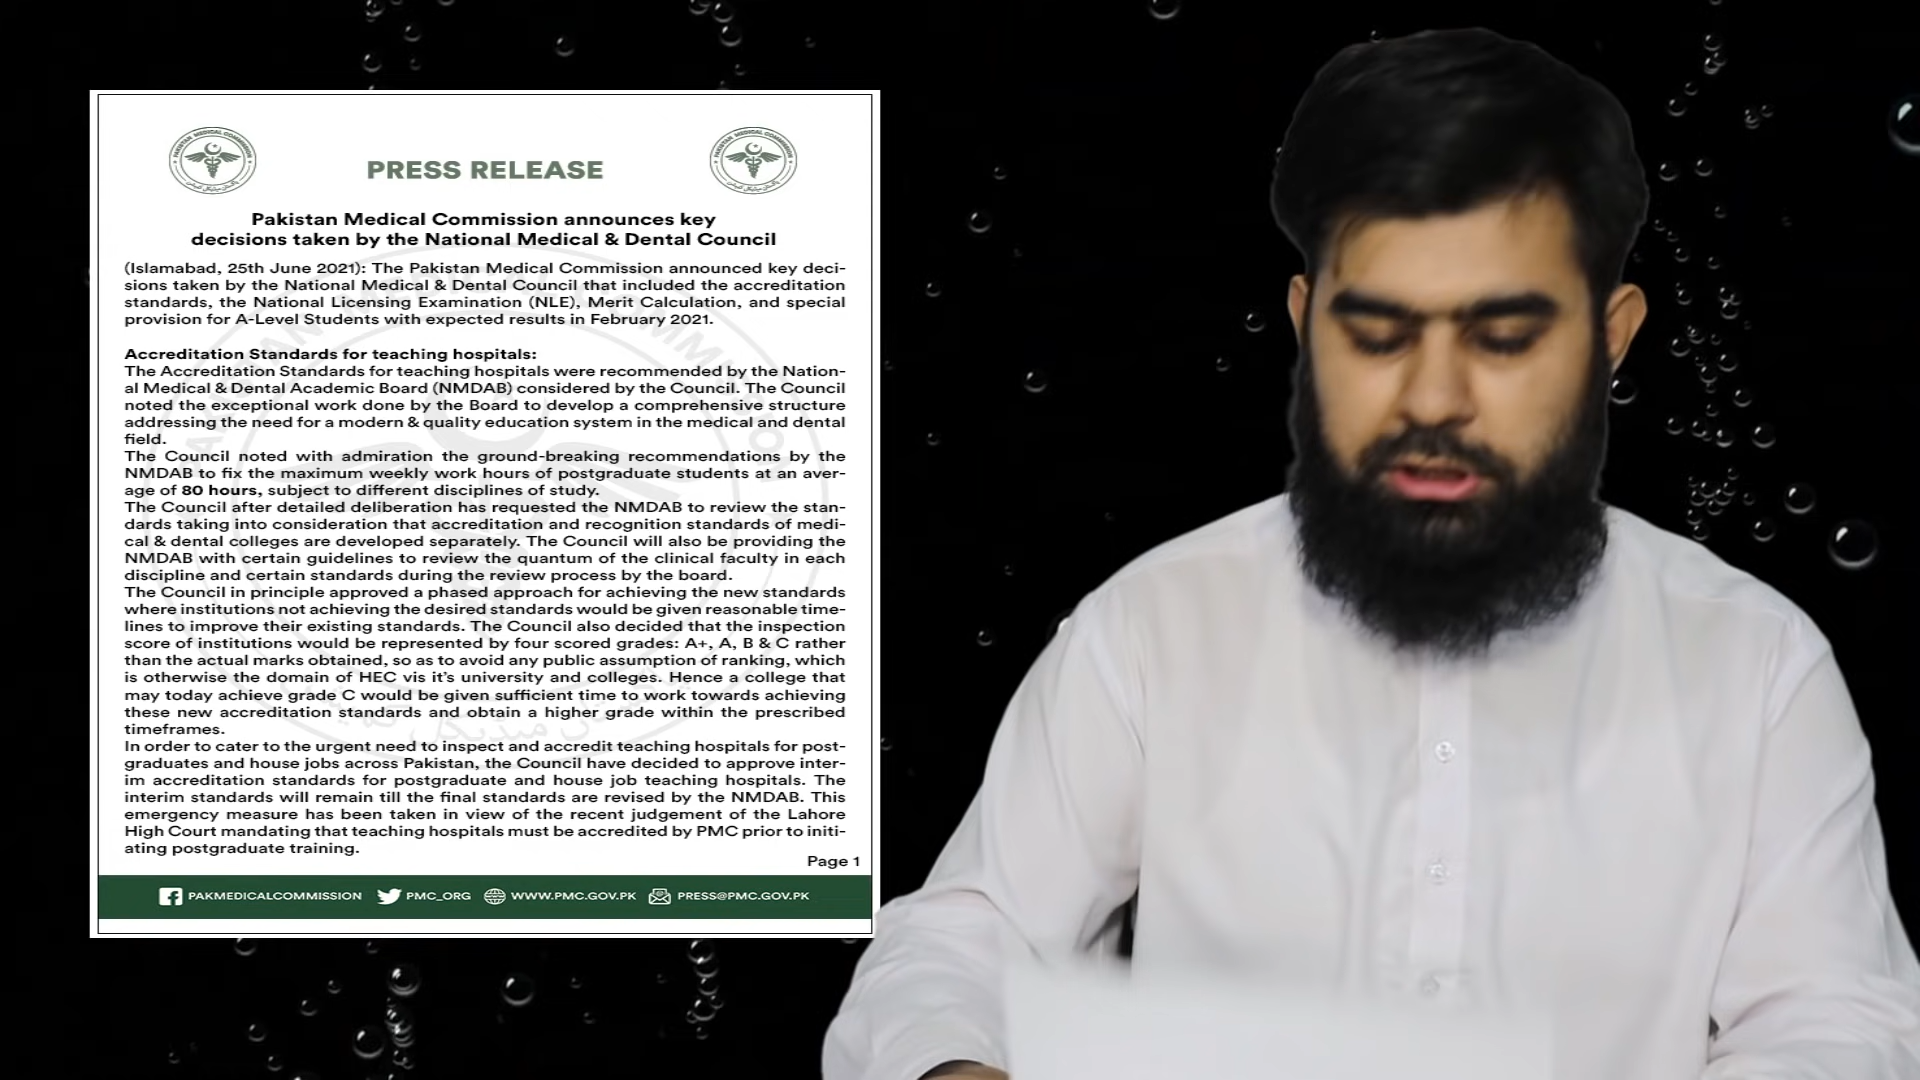 PAKISTAN MEDICAL COMMISSION
PAKISTAN MEDICAL COMMISSION
PRESS RELEASE
Pakistan Medical Commission announces key
decisions taken by the National Medical & Dental Council
(Islamabad, 25th June 2021): The Pakistan Medical Commission announced key deci-
sions taken by the National Medical & Dental Council that included the accreditation
standards, the National Licensing Examination (NLE), Merit Calculation, and special
provision for A-Level Students with expected results in February 2021.
Accreditation Standards for teaching hospitals:
The Accreditation Standards for teaching hospitals were recommended by the Nation-
al Medical & Dental Academic Board (NMDAB) considered by the Council. The Council
noted the exceptional work done by the Board to develop a comprehensive structure
addressing the need for a modern & quality education system in the medical and dental
field.
The Council noted with admiration the ground-breaking recommendations by the
NMDAB to fix the maximum weekly work hours of postgraduate students at an aver-
age of 80 hours, subject to different disciplines of study.
The Council after detailed deliberation has requested the NMDAB to review the stan-
dards taking into consideration that accreditation and recognition standards of medi-
cal & dental colleges are developed separately. The Council will also be providing the
NMDAB with certain guidelines to review the quantum of the clinical faculty in each
discipline and certain standards during the review process by the board.
The Council in principle approved a phased approach for achieving the new standards
where institutions not achieving the desired standards would be given reasonable time-
lines to improve their existing standards. The Council also decided that the inspection
score of institutions would be represented by four scored grades: A+, A, B & C rather
than the actual marks obtained, so as to avoid any public assumption of ranking, which
is otherwise the domain of HEC vis it's university and colleges. Hence a college that
may today achieve grade C would be given sufficient time to work towards achieving
these new accreditation standards and obtain a higher grade within the prescribed
timeframes.
In order to cater to the urgent need to inspect and accredit teaching hospitals for post-
graduates and house jobs across Pakistan, the Council have decided to approve inter-
im accreditation standards for postgraduate and house job teaching hospitals. The
interim standards will remain till the final standards are revised by the NMDAB. This
emergency measure has been taken in view of the recent judgement of the Lahore
High Court mandating that teaching hospitals must be accredited by PMC prior to initi-
ating postgraduate training.
Page 1
PAKMEDICALCOMMISSION PMC_ORG WWW.PMC.GOV.PK PRESS@PMC.GOV.PK